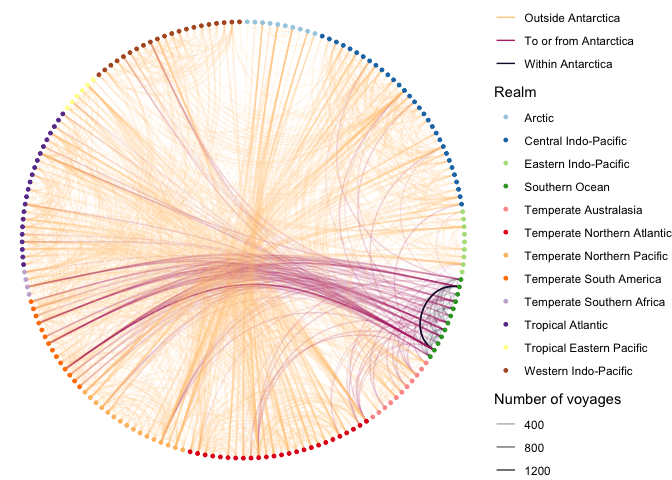 Outside Antarctica
To or from Antarctica
Within Antarctica
Realm
Arctic
Central Indo-Pacific
Eastern Indo-Pacific
Southern Ocean
Temperate Australasia
Temperate Northern Atlantic
Temperate Northern Pacific
Temperate South America
Temperate Southern Africa
Tropical Atlantic
Tropical Eastern Pacific
Western Indo-Pacific
Number of voyages
400
800
1200